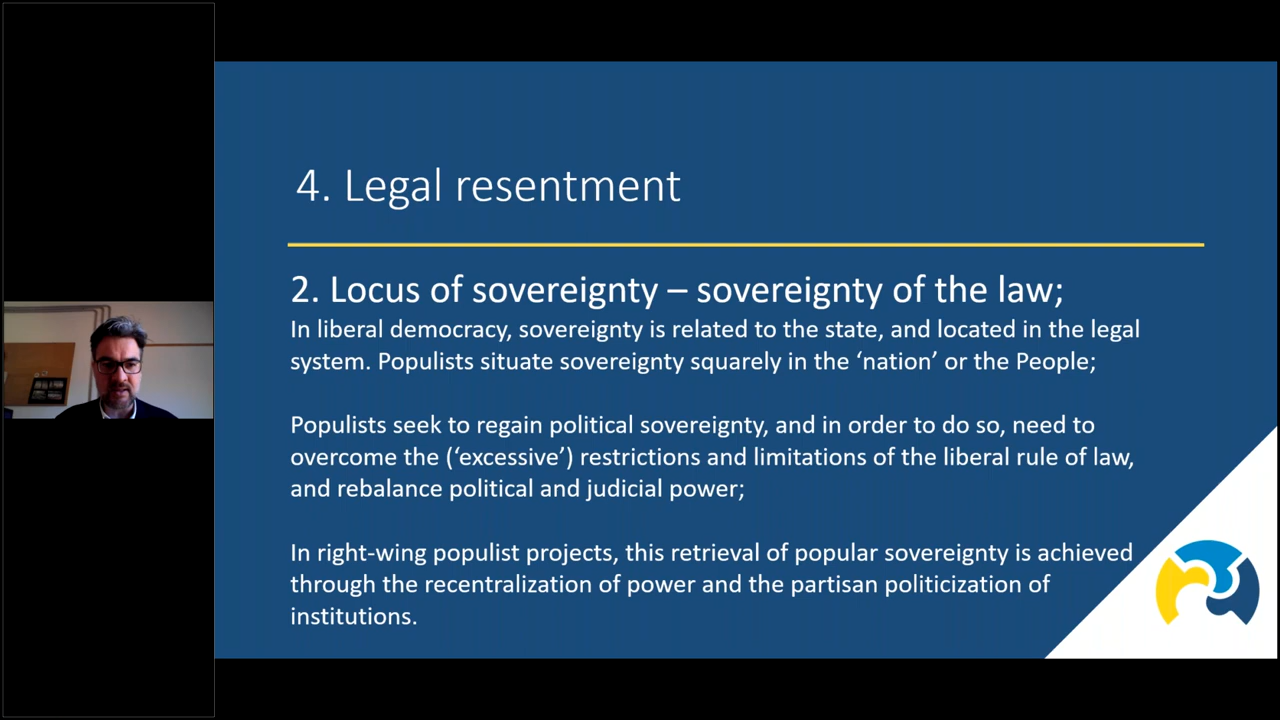 4. Legal resentment
2. Locus of sovereignty – sovereignty of the law;
In liberal democracy, sovereignty is related to the state, and located in the legal
system. Populists situate sovereignty squarely in the ‘nation’ or the People;
Populists seek to regain political sovereignty, and in order to do so, need to
overcome the (‘excessive’) restrictions and limitations of the liberal rule of law,
and rebalance political and judicial power;
In right-wing populist projects, this retrieval of popular sovereignty is achieved
through the recentralization of power and the partisan politicization of
institutions.